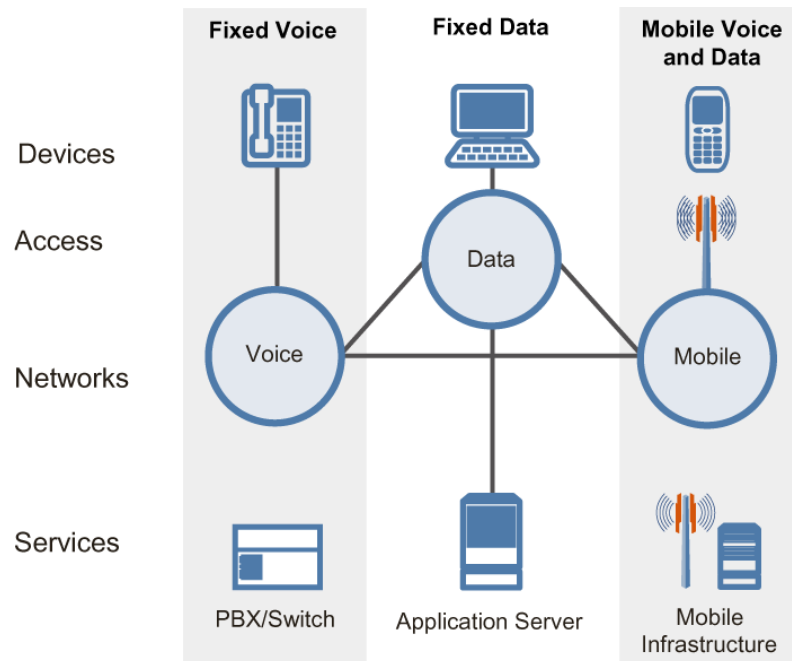 Fixed Voice
Fixed Data
Mobile Voice
and Data
Devices
Access
Data
Voice
Mobile
Networks
Services
PBX/Switch
Application Server
Mobile
Infrastructure